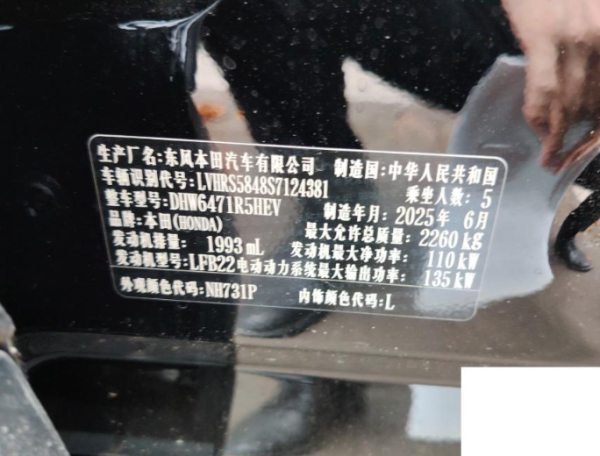 生产厂名:东风本田汽车有限公司 制造国:中华人民共和国
车辆识别代号:LVHRS5848S7124381 乘坐人数:5
整车型号:DHW6471R5HEV 制造年月:2025年 6月
品牌:本田(HONDA) 最大允许总质量:2260kg
发动机排量: 1993 mL 发动机最大净功率: 110 kW
发动机型号:LFB22 电动动力系统最大输出功率: 135 kW
外观颜色代码:NH731P 内饰颜色代码:L